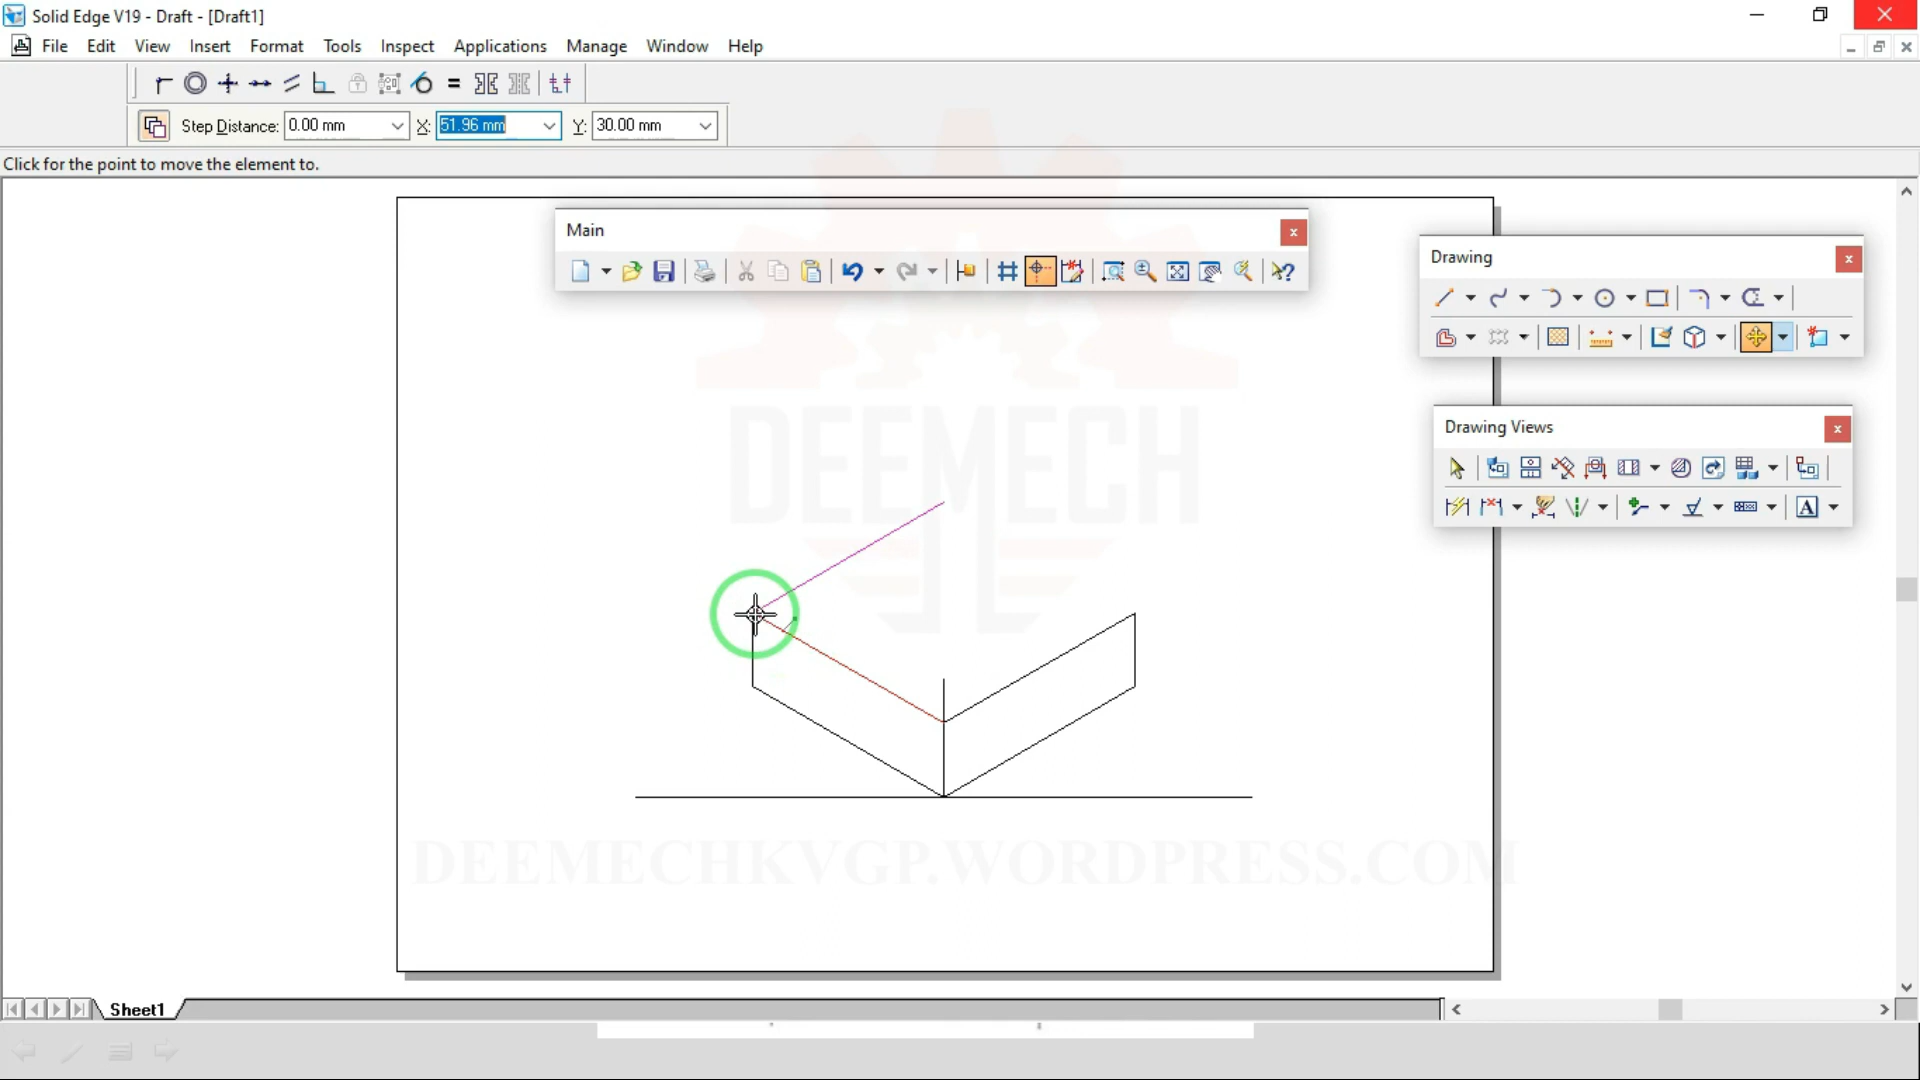 Solid Edge V19 - Draft - [Draft1]
File Edit View Insert Format Tools Inspect Applications Manage Window Help
Step Distance: 0.00 mm X: 51.96 mm Y: 30.00 mm
Click for the point to move the element to.
Main
Drawing
Drawing Views
A
DEEMECH
DEEMECHKVGP.WORDPRESS.COM
Sheet1